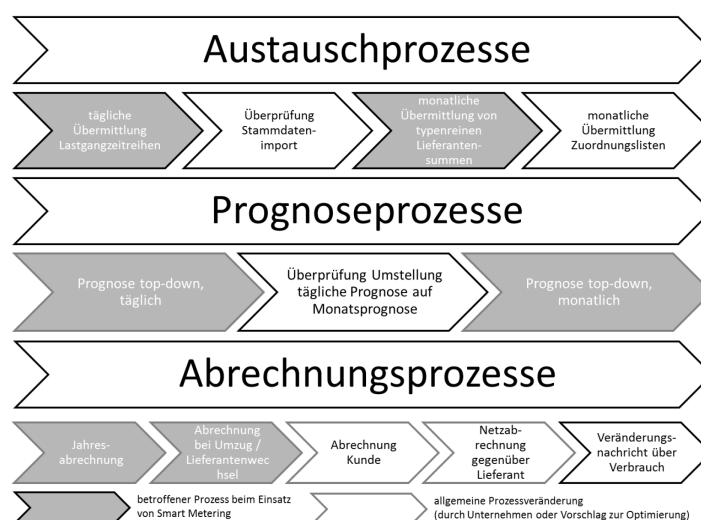 Austauschprozesse
tägliche
Übermittlung
Lastgangzeitreihen
Überprüfung
Stammdaten-
import
monatliche
Übermittlung von
typenreinen
Lieferanten-
summen
monatliche
Übermittlung
Zuordnungslisten
Prognoseprozesse
Prognose top-down,
täglich
Überprüfung Umstellung
tägliche Prognose auf
Monatsprognose
Prognose top-down,
monatlich
Abrechnungsprozesse
Jahres-
abrechnung
Abrechnung
bei Umzug /
Lieferantenwec
hsel
Abrechnung
Kunde
Netzab-
rechnung
gegenüber
Lieferant
Veränderungs-
nachricht über
Verbrauch
betroffener Prozess beim Einsatz
von Smart Metering
allgemeine Prozessveränderung
(durch Unternehmen oder Vorschlag zur Optimierung)